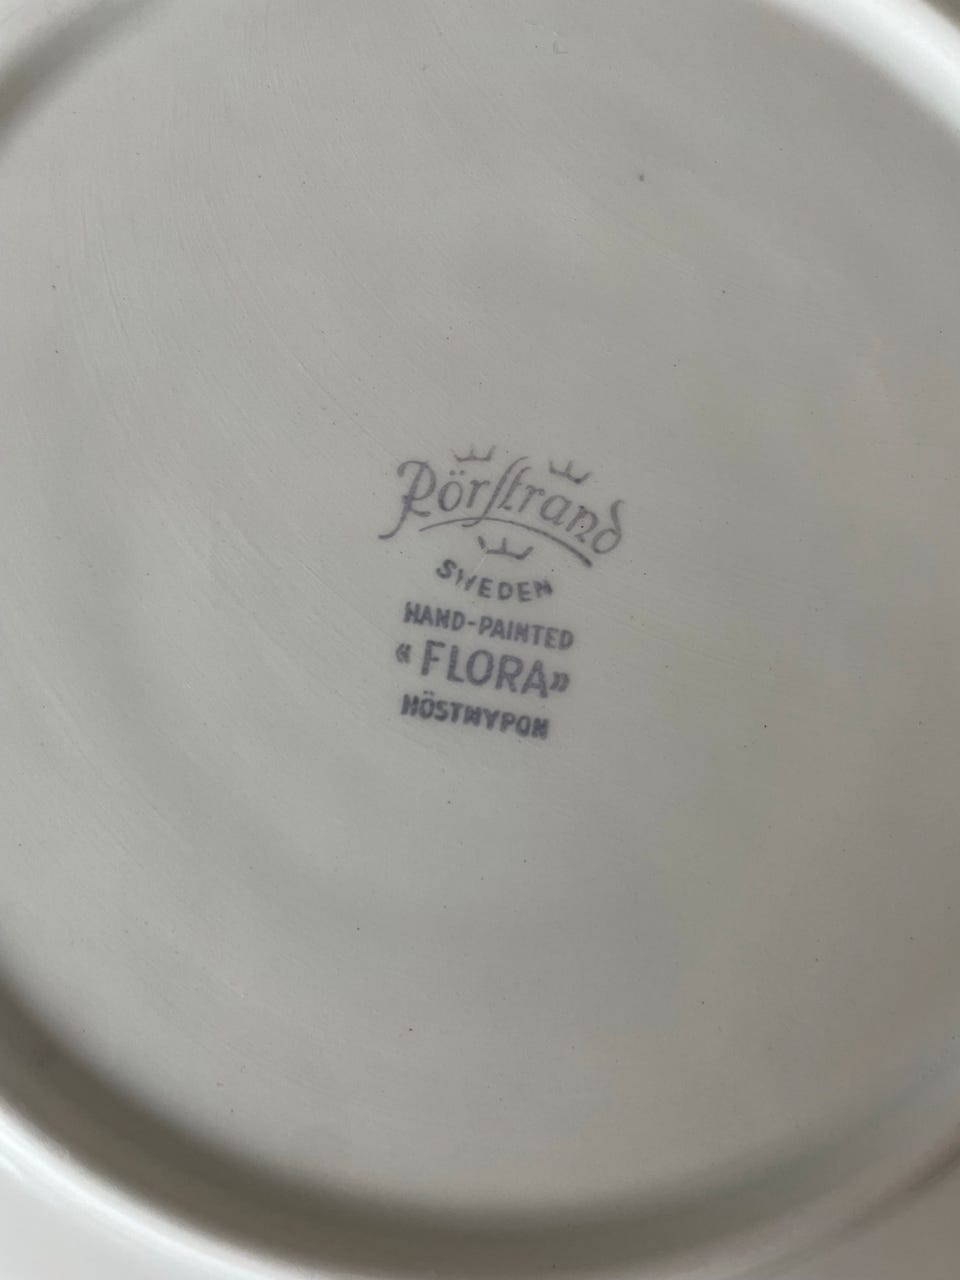 Rörstrand
SWEDEN
HAND-PAINTED
«FLORA»
HÖSTNYPON